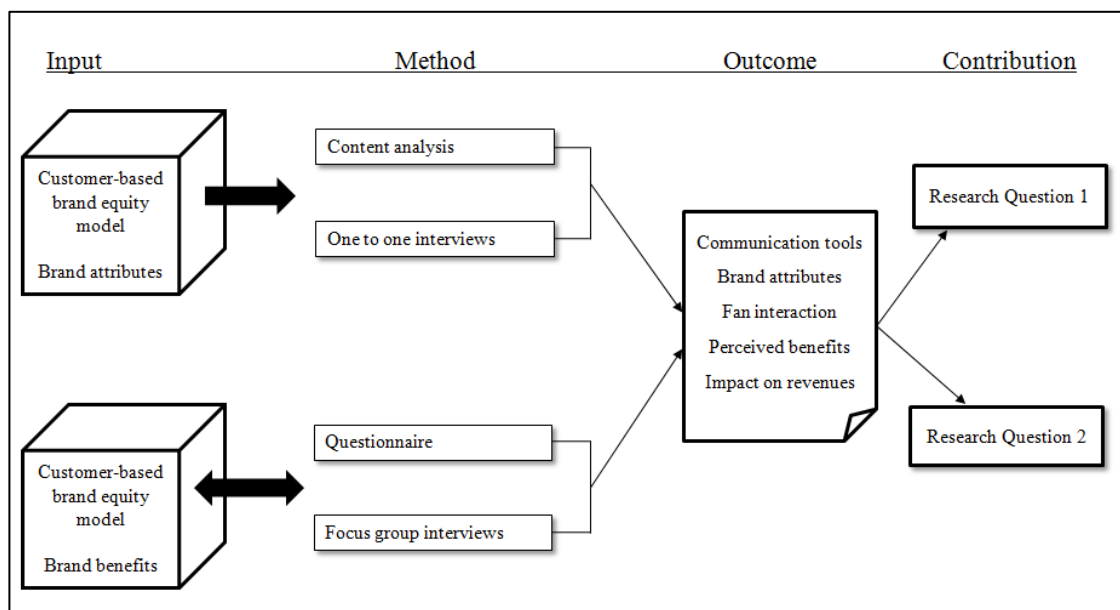 Input Method Outcome Contribution
Customer-based
brand equity
model
Brand attributes
Content analysis
One to one interviews
Customer-based
brand equity
model
Brand benefits
Questionnaire
Focus group interviews
Communication tools
Brand attributes
Fan interaction
Perceived benefits
Impact on revenues
Research Question 1
Research Question 2